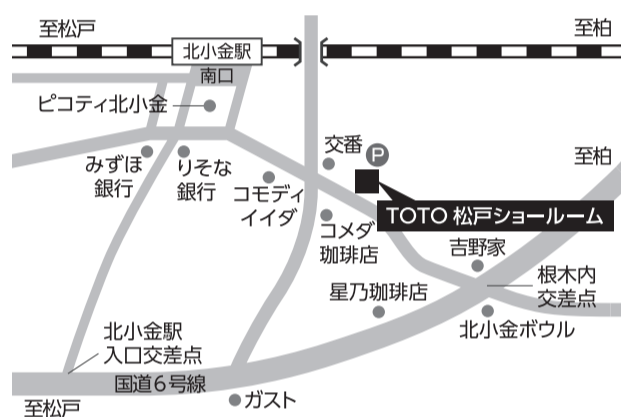 至松戸
至柏
北小金駅
南口
ピコティ北小金
交番
P
みずほ
銀行
りそな
銀行
コモディ
イイダ
至柏
TOTO 松戸ショールーム
コメダ
珈琲店
吉野家
星乃珈琲店
根木内
交差点
北小金ボウル
北小金駅
入口交差点
国道6号線
至松戸
ガスト